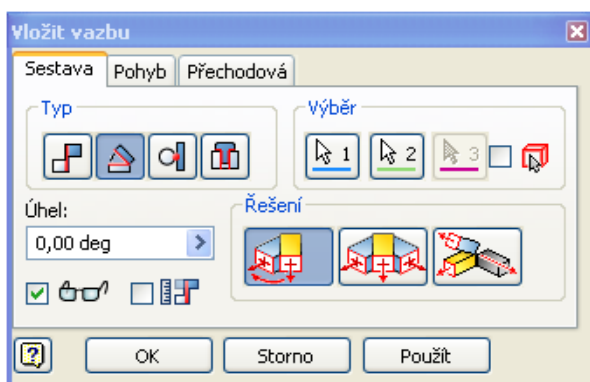 Vložit vazbu
Sestava Pohyb Přechodová
Typ
Výběr
1 2 3
Úhel:
Řešení
0,00 deg
OK Storno Použít